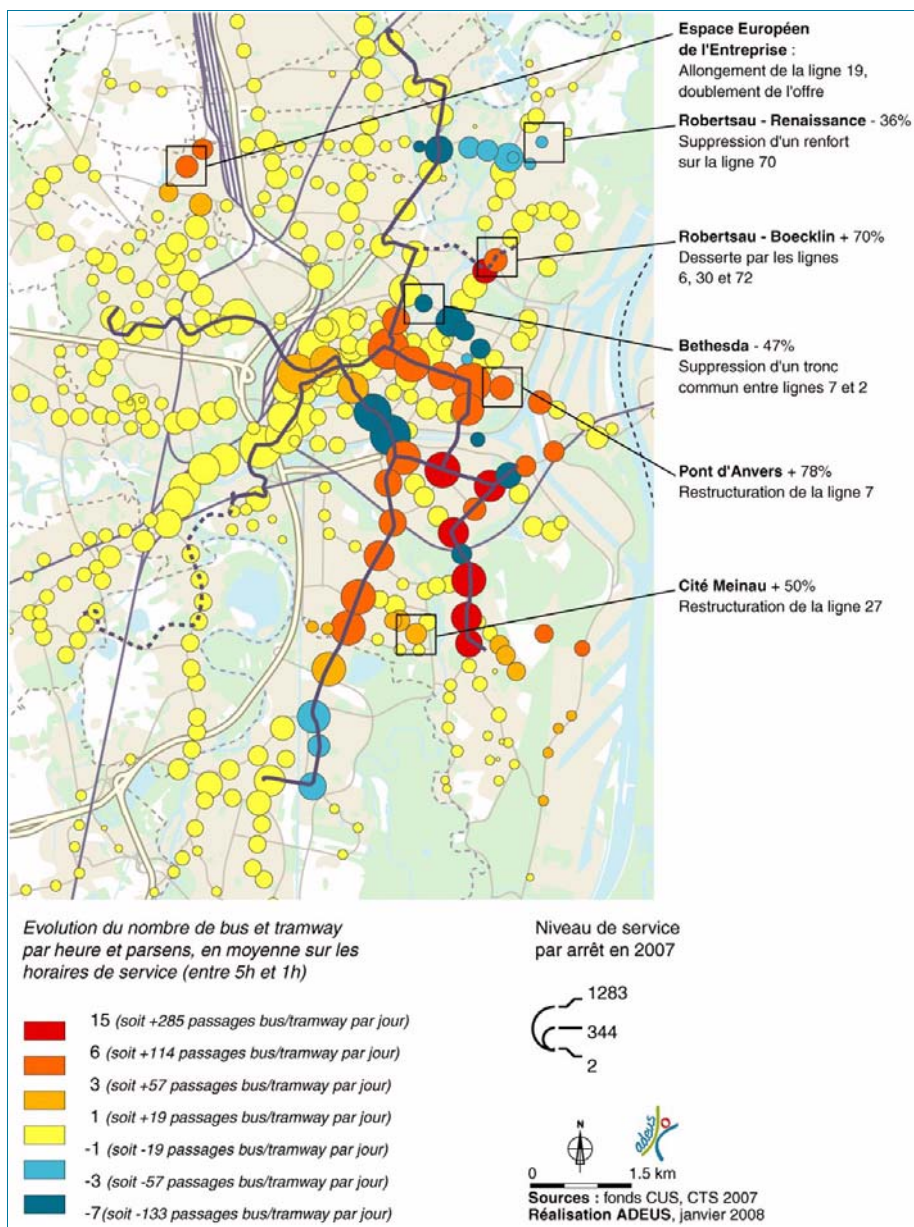 Espace Européen
de l'Entreprise :
Allongement de la ligne 19,
doublement de l'offre
Robertsau - Renaissance - 36%
Suppression d'un renfort
sur la ligne 70
Robertsau - Boecklin + 70%
Desserte par les lignes
6, 30 et 72
Bethesda - 47%
Suppression d'un tronc
commun entre lignes 7 et 2
Pont d'Anvers + 78%
Restructuration de la ligne 7
Cité Meinau + 50%
Restructuration de la ligne 27
Evolution du nombre de bus et tramway
par heure et parsens, en moyenne sur les
horaires de service (entre 5h et 1h)
15 (soit +285 passages bus/tramway par jour)
6 (soit +114 passages bus/tramway par jour)
3 (soit +57 passages bus/tramway par jour)
1 (soit +19 passages bus/tramway par jour)
-1 (soit -19 passages bus/tramway par jour)
-3 (soit -57 passages bus/tramway par jour)
-7 (soit -133 passages bus/tramway par jour)
Niveau de service
par arrêt en 2007
1283
344
2
N
adeus
0 1.5 km
Sources : fonds CUS, CTS 2007
Réalisation ADEUS, janvier 2008